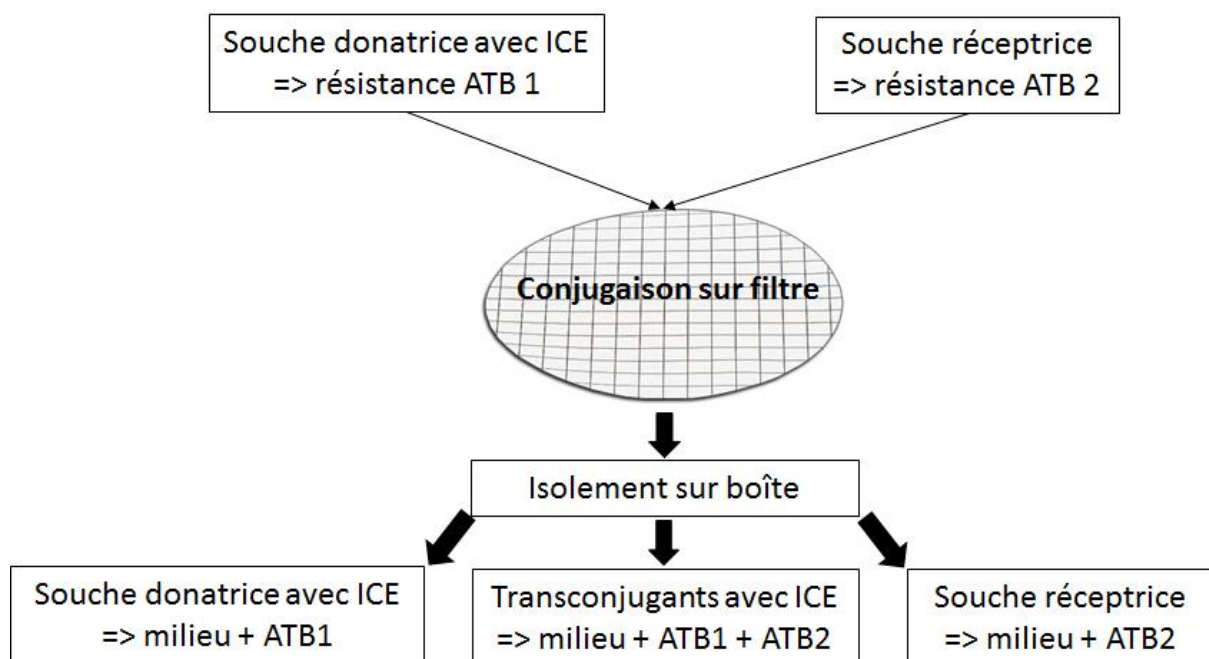 Souche donatrice avec ICE
=> résistance ATB 1
Souche réceptrice
=> résistance ATB 2
Conjugaison sur filtre
Isolement sur boîte
Souche donatrice avec ICE
=> milieu + ATB1
Transconjugants avec ICE
=> milieu + ATB1 + ATB2
Souche réceptrice
=> milieu + ATB2